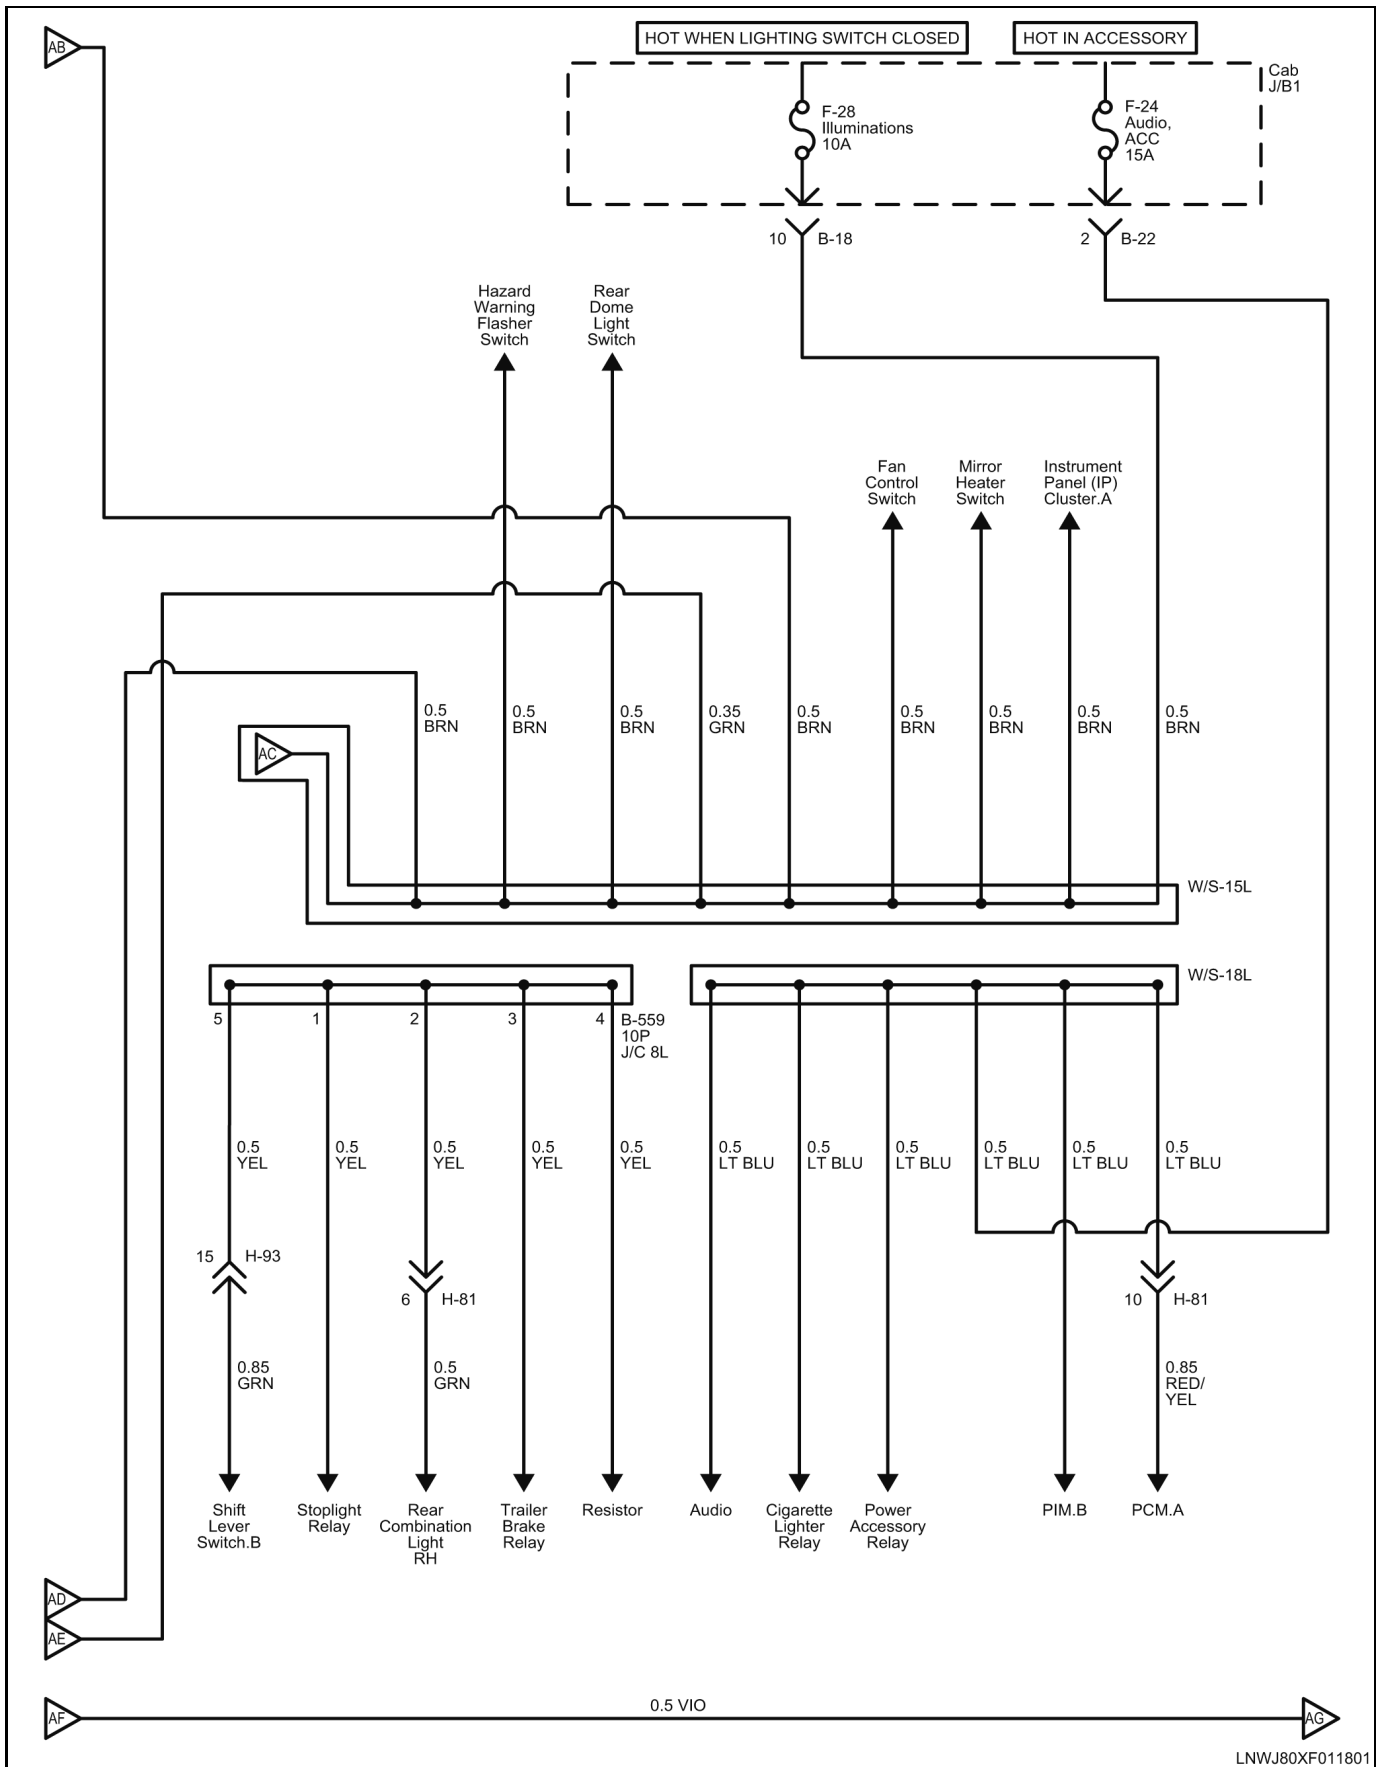 AB
HOT WHEN LIGHTING SWITCH CLOSED
HOT IN ACCESSORY
Cab
J/B1
F-28
Illuminations
10A
F-24
Audio,
ACC
15A
10
B-18
2
B-22
Hazard
Warning
Flasher
Switch
Rear
Dome
Light
Switch
Fan
Control
Switch
Mirror
Heater
Switch
Instrument
Panel (IP)
Cluster.A
0.5
BRN
0.5
BRN
0.5
BRN
0.35
GRN
0.5
BRN
0.5
BRN
0.5
BRN
0.5
BRN
0.5
BRN
AC
W/S-15L
W/S-18L
5
1
2
3
4
B-559
10P
J/C 8L
0.5
YEL
0.5
YEL
0.5
YEL
0.5
YEL
0.5
YEL
0.5
LT BLU
0.5
LT BLU
0.5
LT BLU
0.5
LT BLU
0.5
LT BLU
0.5
LT BLU
15
H-93
6
H-81
10
H-81
0.85
GRN
0.5
GRN
0.85
RED/
YEL
Shift
Lever
Switch.B
Stoplight
Relay
Rear
Combination
Light
RH
Trailer
Brake
Relay
Resistor
Audio
Cigarette
Lighter
Relay
Power
Accessory
Relay
PIM.B
PCM.A
AD
AE
AF
0.5 VIO
AG
LNWJ80XF011801